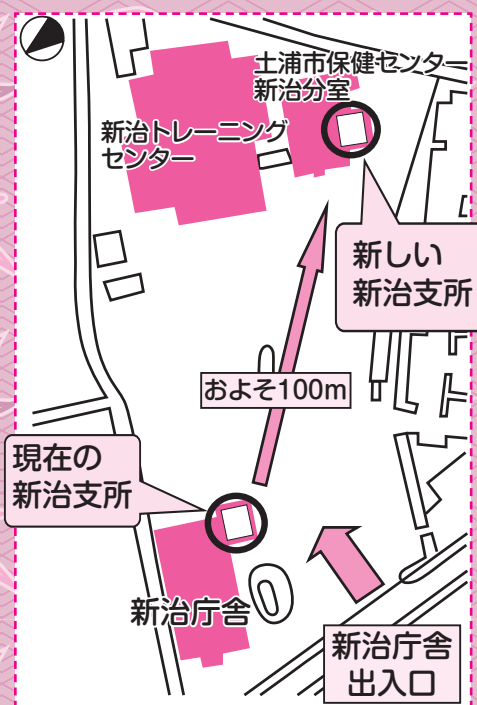 土浦市保健センター
新治分室
新治トレーニング
センター
新しい
新治支所
およそ100m
現在の
新治支所
新治庁舎
新治庁舎
出入口